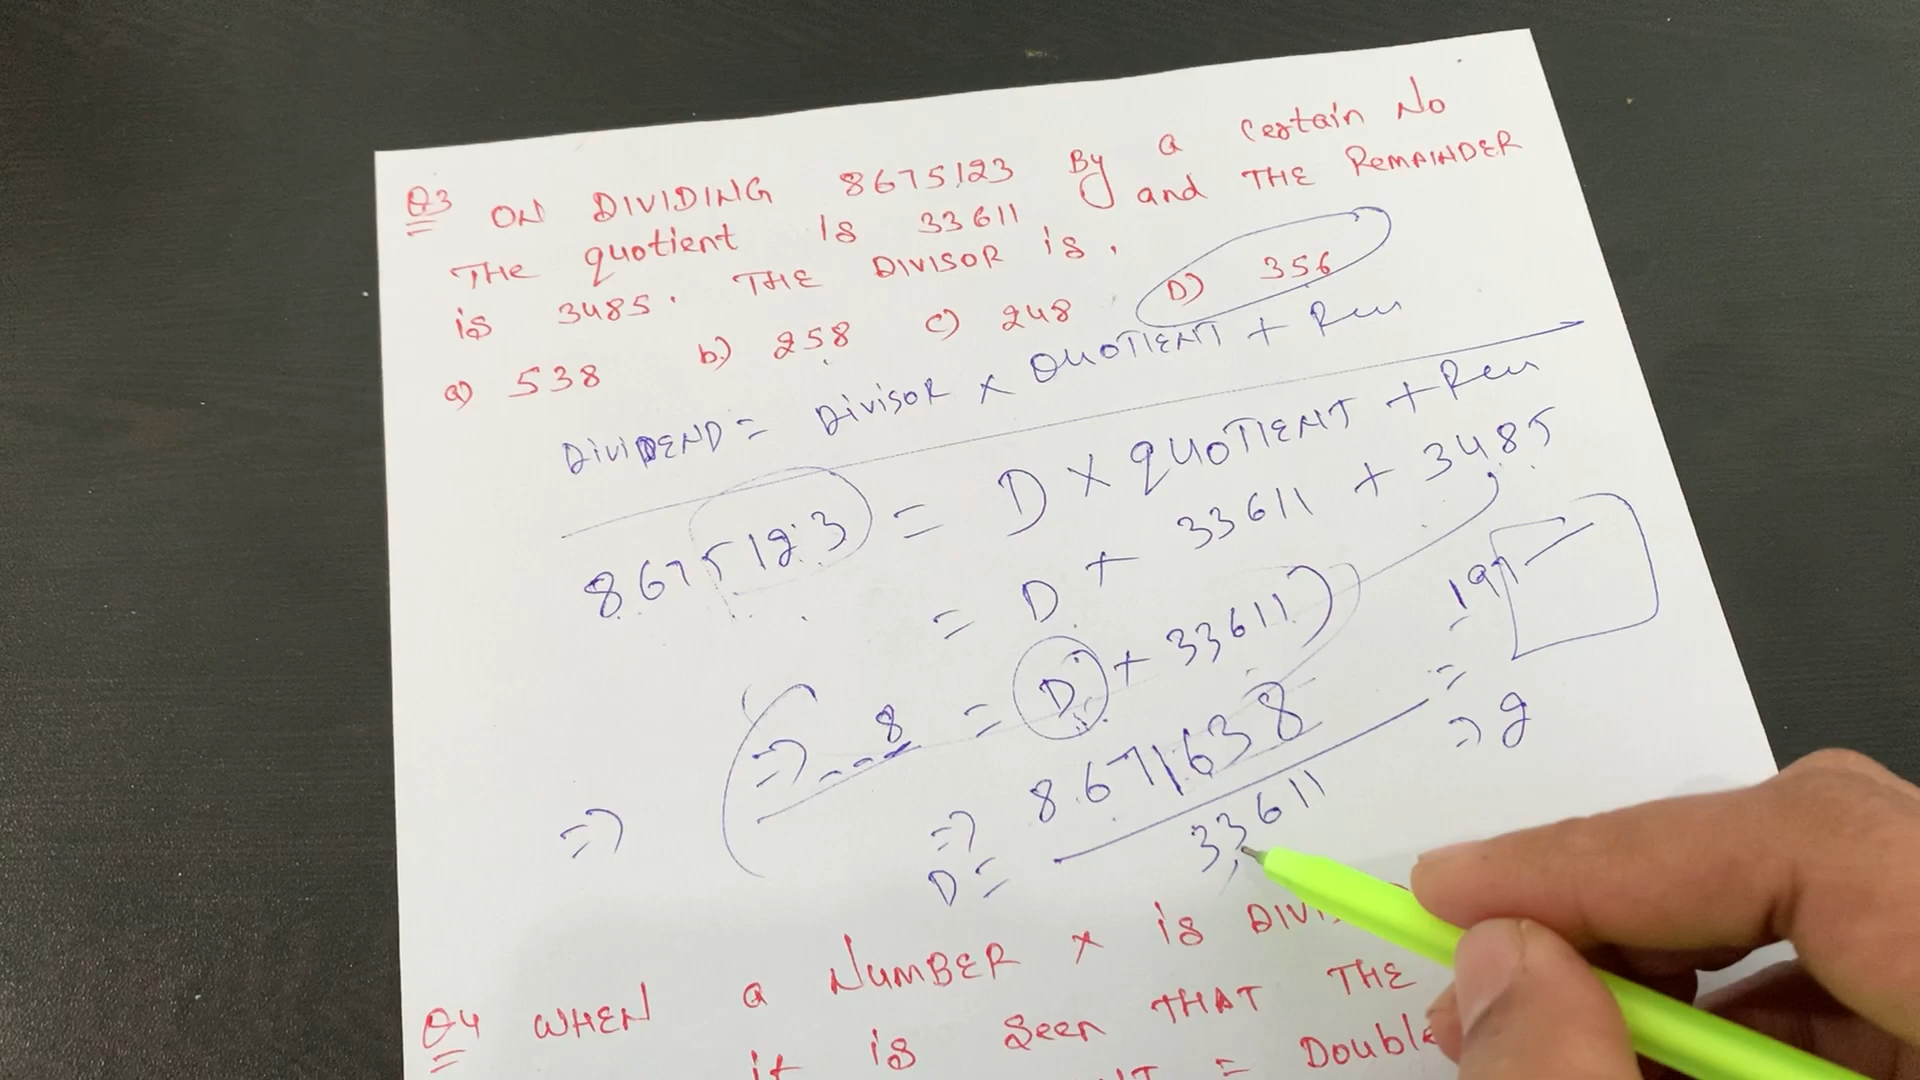 Q3 ON DIVIDING 8675123 By a certain No
THE quotient is 33611 and THE REMAINDER
is 3485. THE DIVISOR is.
a) 538 b.) 258 c) 248 D) 356
DIVIDEND = DIVISOR × QUOTIENT + Rem
8675123 = D × QUOTIENT + Rem
= D + 33611 + 3485
⇒ ---8 = D + 33611)
⇒ 8671638
D = 33611
⇒ 2
Q4 WHEN a NUMBER x is
it is Seen THAT THE
= Double